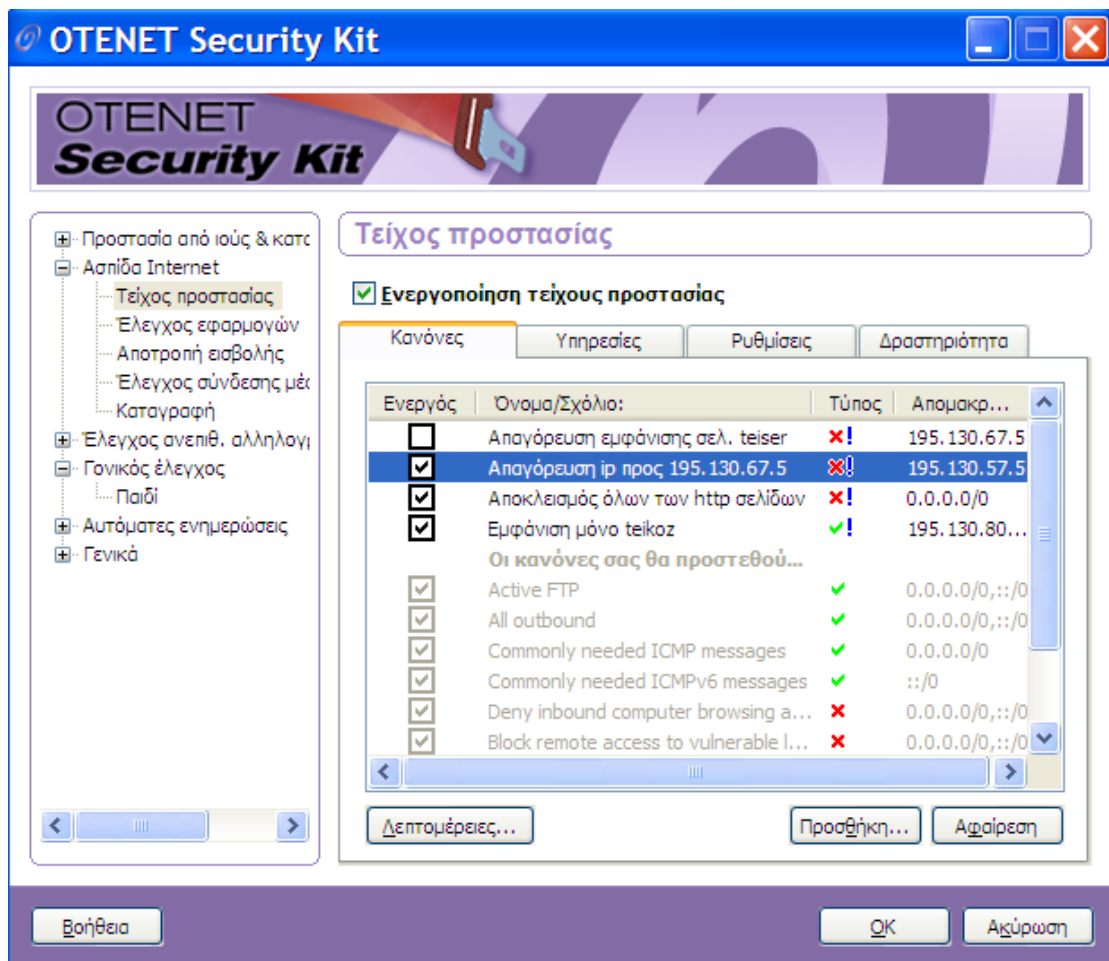 OTENET Security Kit
OTENET
Security Kit
Προστασία από ιούς & κατα
Ασπίδα Internet
Τείχος προστασίας
Έλεγχος εφαρμογών
Αποτροπή εισβολής
Έλεγχος σύνδεσης μέσ
Καταγραφή
Έλεγχος ανεπιθ. αλληλογρ
Γονικός έλεγχος
Παιδί
Αυτόματες ενημερώσεις
Γενικά
Τείχος προστασίας
Ενεργοποίηση τείχους προστασίας
Κανόνες Υπηρεσίες Ρυθμίσεις Δραστηριότητα
Ενεργός Όνομα/Σχόλιο: Τύπος Απομακρ...
Απαγόρευση εμφάνισης σελ. teiser 195.130.67.5
Απαγόρευση ip προς 195.130.67.5 195.130.57.5
Αποκλεισμός όλων των http σελίδων 0.0.0.0/0
Εμφάνιση μόνο teikoz 195.130.80...
Οι κανόνες σας θα προστεθού...
Active FTP 0.0.0.0/0,::/0
All outbound 0.0.0.0/0,::/0
Commonly needed ICMP messages 0.0.0.0/0
Commonly needed ICMPv6 messages ::/0
Deny inbound computer browsing a... 0.0.0.0/0,::/0
Block remote access to vulnerable l... 0.0.0.0/0,::/0
Λεπτομέρειες... Προσθήκη... Αφαίρεση
Βοήθεια OK Ακύρωση